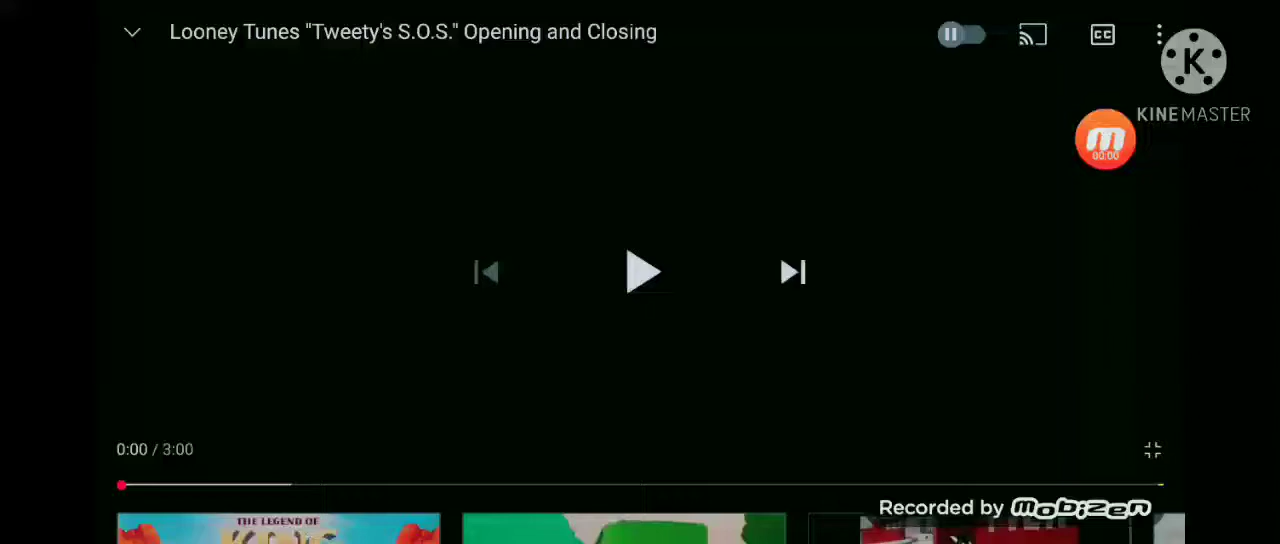 Looney Tunes "Tweety's S.O.S." Opening and Closing
CC
K
KINEMASTER
00:00
0:00 / 3:00
Recorded by mobizen
THE LEGEND OF